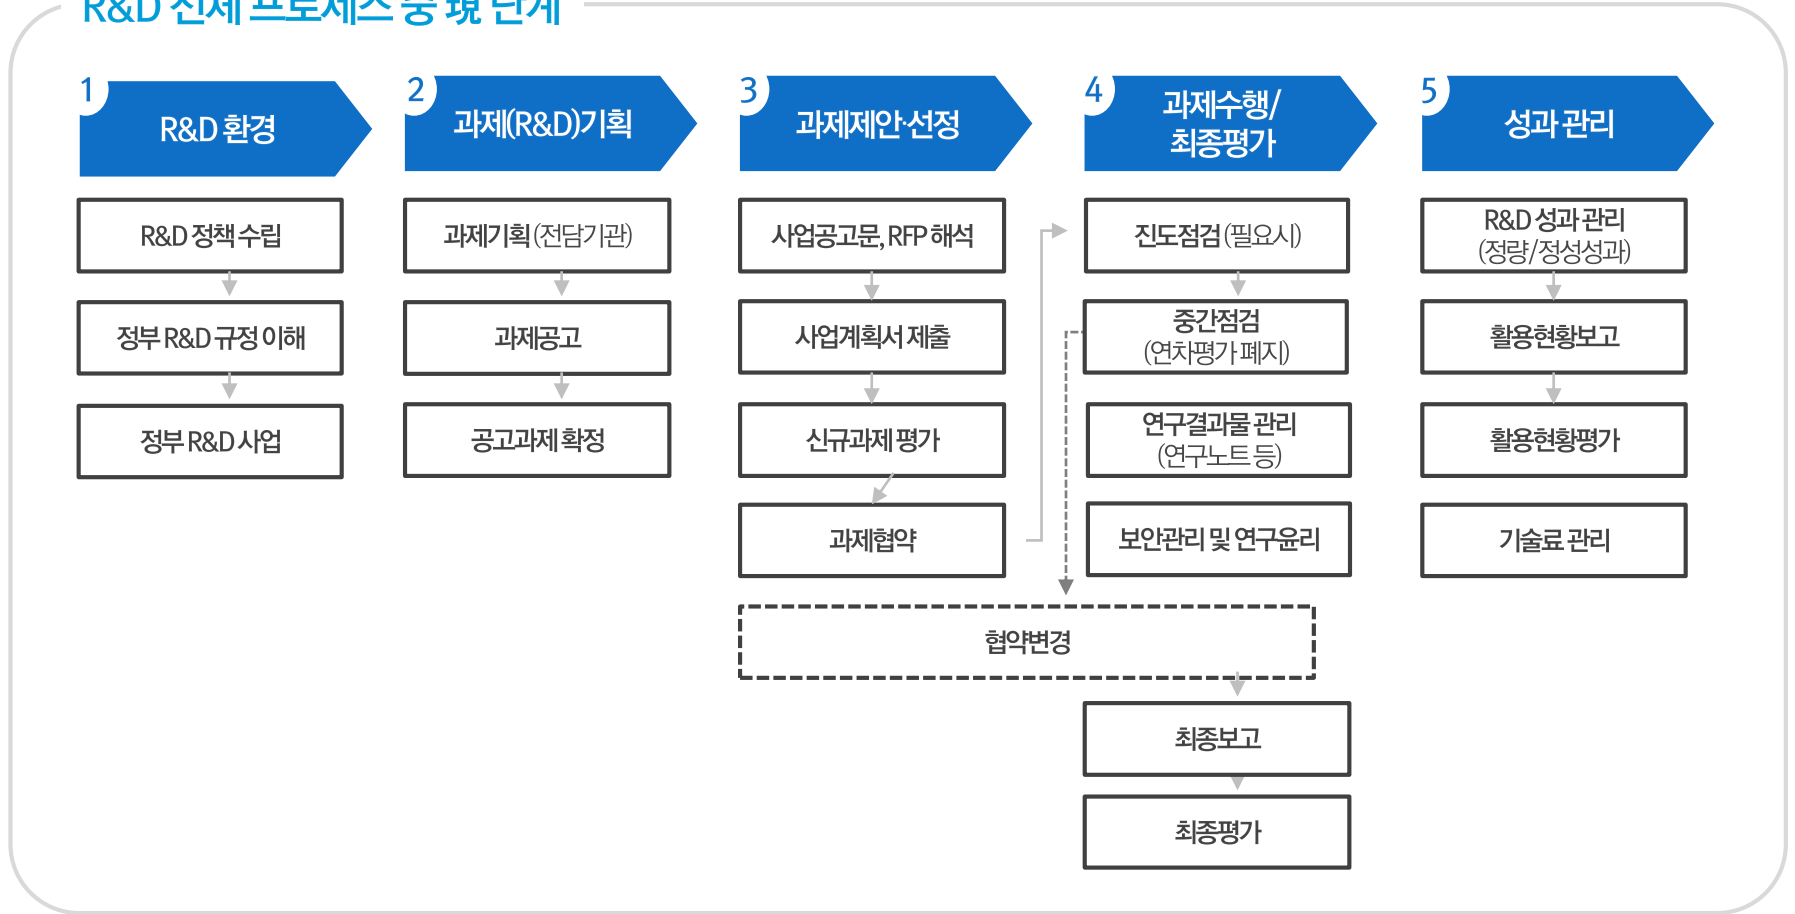 R&D 전체 프로세스 중 現 단계
1
R&D 환경
R&D 정책 수립
정부 R&D 규정 이해
정부 R&D 사업
2
과제(R&D)기획
과제기획 (전담기관)
과제공고
공고과제 확정
3
과제제안·선정
사업공고문, RFP 해석
사업계획서 제출
신규과제 평가
과제협약
4
과제수행/
최종평가
진도점검 (필요시)
중간점검
(연차평가 폐지)
연구결과물 관리
(연구노트 등)
보안관리 및 연구윤리
협약변경
최종보고
최종평가
5
성과 관리
R&D 성과 관리
(정량/정성성과)
활용현황보고
활용현황평가
기술료 관리